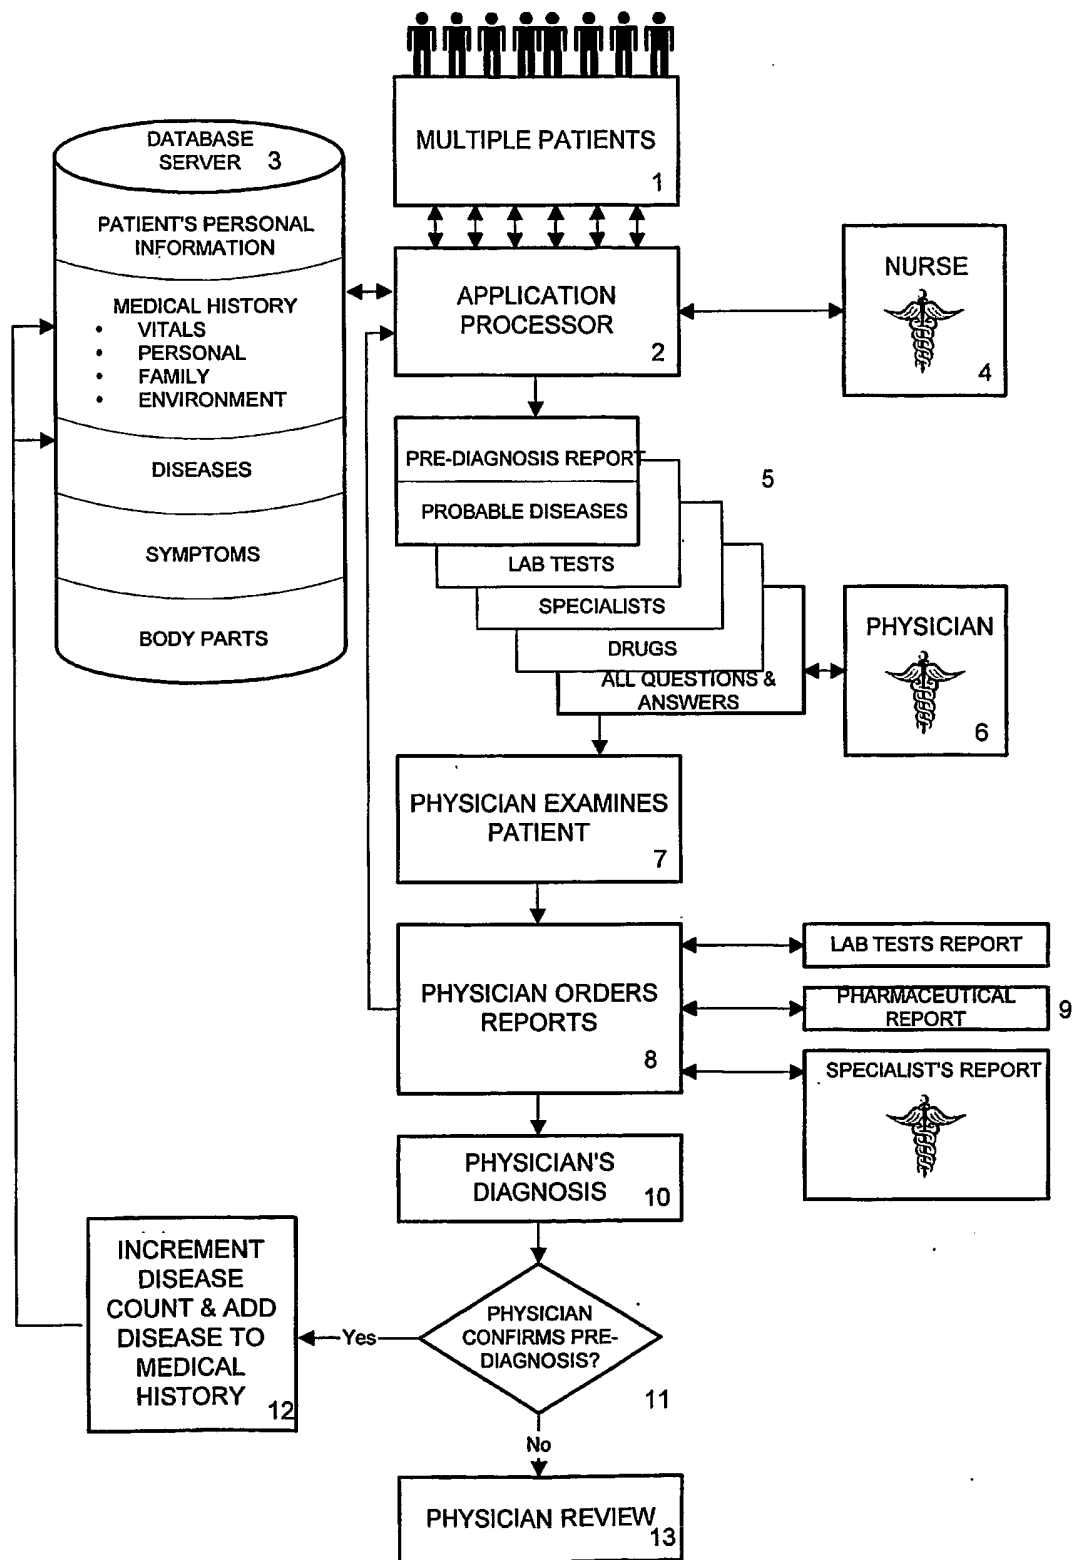 MULTIPLE PATIENTS
1
DATABASE
SERVER 3
PATIENT'S PERSONAL
INFORMATION
MEDICAL HISTORY
• VITALS
• PERSONAL
• FAMILY
• ENVIRONMENT
DISEASES
SYMPTOMS
BODY PARTS
APPLICATION
PROCESSOR
2
NURSE
4
PRE-DIAGNOSIS REPORT
PROBABLE DISEASES
LAB TESTS
SPECIALISTS
DRUGS
ALL QUESTIONS &
ANSWERS
5
PHYSICIAN
6
PHYSICIAN EXAMINES
PATIENT
7
PHYSICIAN ORDERS
REPORTS
8
LAB TESTS REPORT
PHARMACEUTICAL
REPORT
9
SPECIALIST'S REPORT
PHYSICIAN'S
DIAGNOSIS
10
PHYSICIAN
CONFIRMS PRE-
DIAGNOSIS?
11
Yes
INCREMENT
DISEASE
COUNT & ADD
DISEASE TO
MEDICAL
HISTORY
12
No
PHYSICIAN REVIEW
13